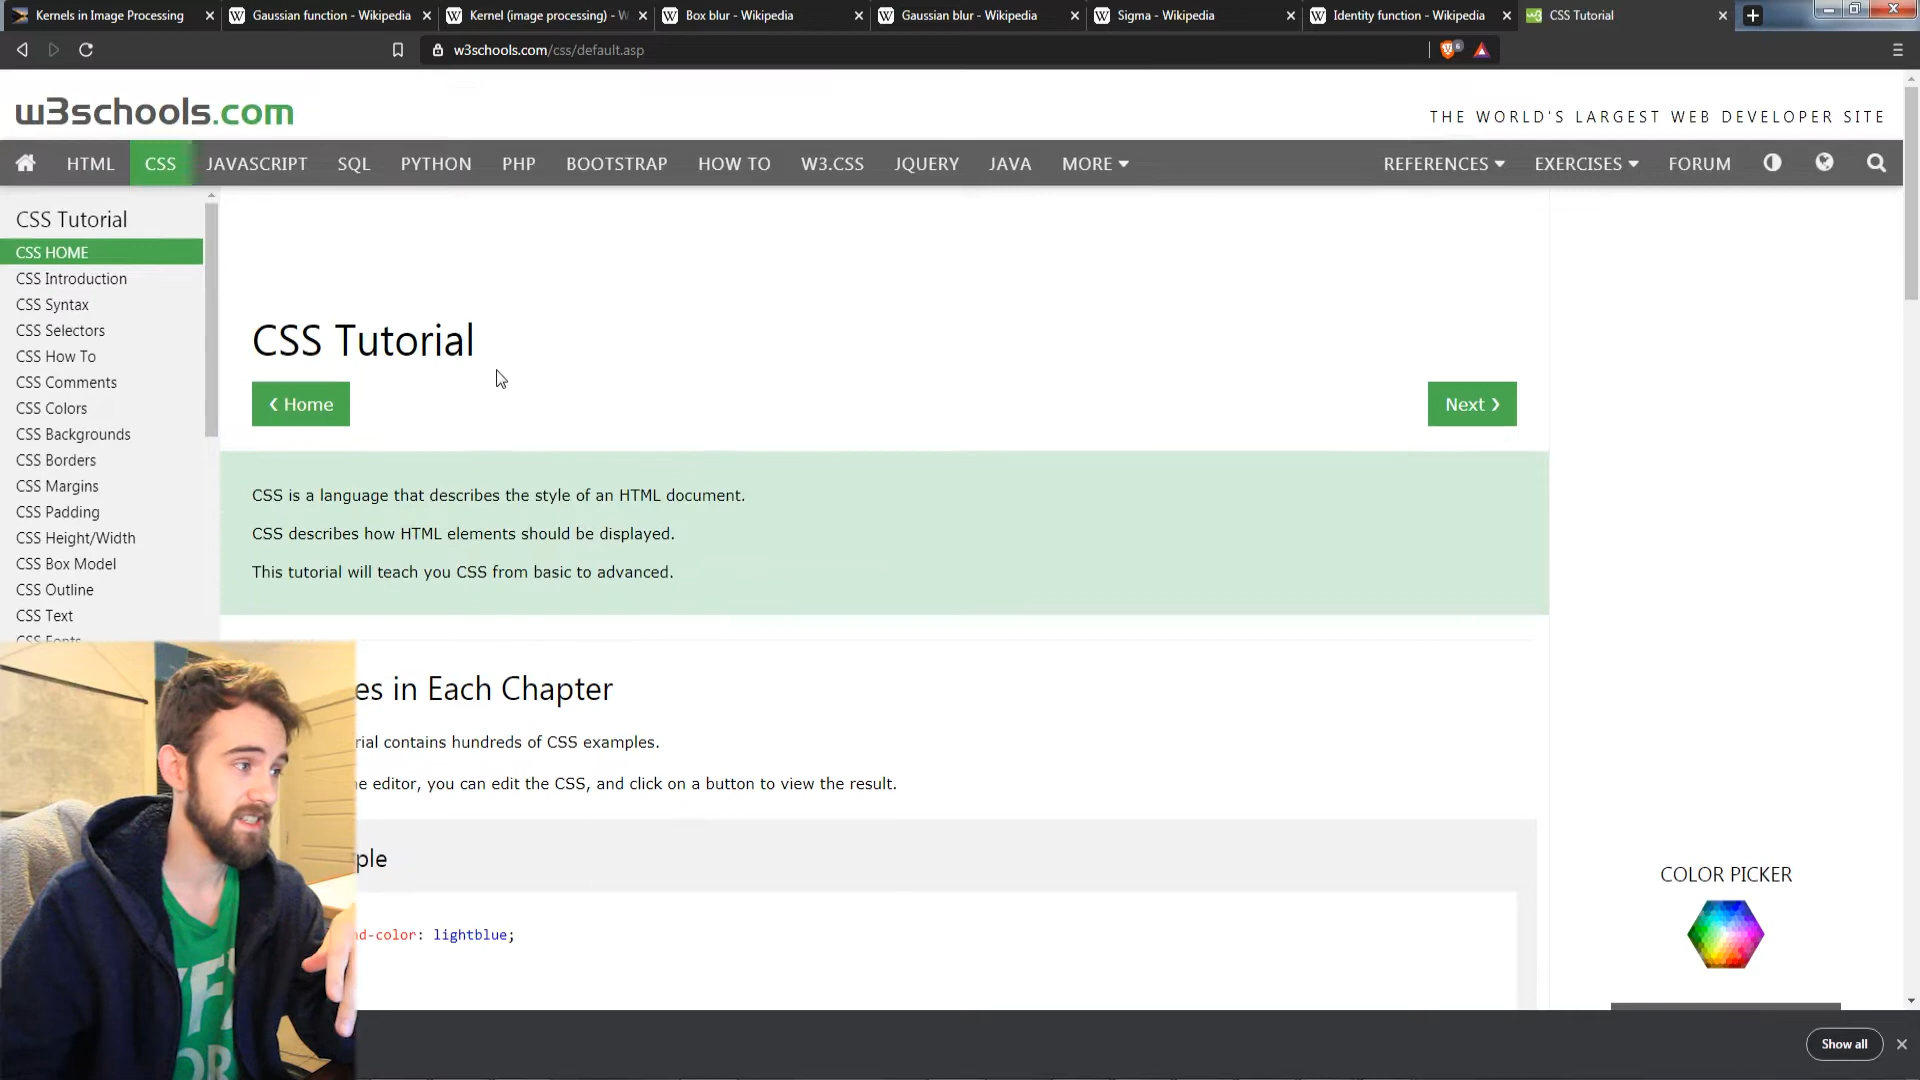 Kernels in Image Processing
Gaussian function - Wikipedia
Kernel (image processing) - W
Box blur - Wikipedia
Gaussian blur - Wikipedia
Sigma - Wikipedia
Identity function - Wikipedia
CSS Tutorial
w3schools.com/css/default.asp
6
w3schools.com
THE WORLD'S LARGEST WEB DEVELOPER SITE
HTML CSS JAVASCRIPT SQL PYTHON PHP BOOTSTRAP HOW TO W3.CSS JQUERY JAVA MORE REFERENCES EXERCISES FORUM
CSS Tutorial
CSS HOME
CSS Introduction
CSS Syntax
CSS Selectors
CSS How To
CSS Comments
CSS Colors
CSS Backgrounds
CSS Borders
CSS Margins
CSS Padding
CSS Height/Width
CSS Box Model
CSS Outline
CSS Text
CSS Fonts
CSS Tutorial
❮ Home
Next ❯
CSS is a language that describes the style of an HTML document.
CSS describes how HTML elements should be displayed.
This tutorial will teach you CSS from basic to advanced.
es in Each Chapter
rial contains hundreds of CSS examples.
e editor, you can edit the CSS, and click on a button to view the result.
ple
nd-color: lightblue;
COLOR PICKER
Show all